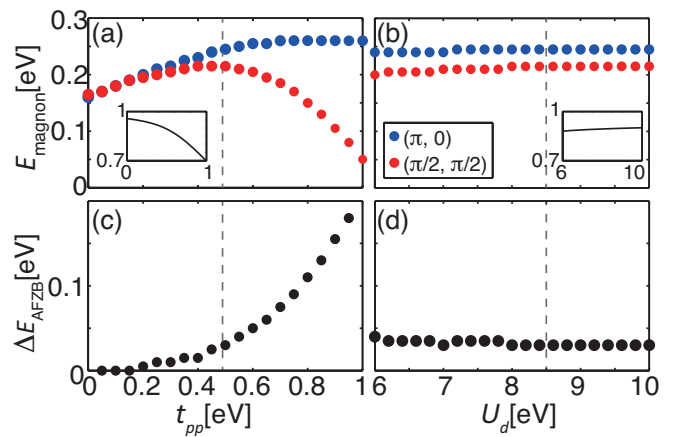 0.3
0.2
0.1
0
E_magnon[eV]
(a)
1
0.7
0
1
(b)
(π, 0)
(π/2, π/2)
1
0.7
6
10
0.1
ΔE_AFZB[eV]
(c)
(d)
0 0.2 0.4 0.6 0.8 1
6 7 8 9 10
t_pp[eV]
U_d[eV]